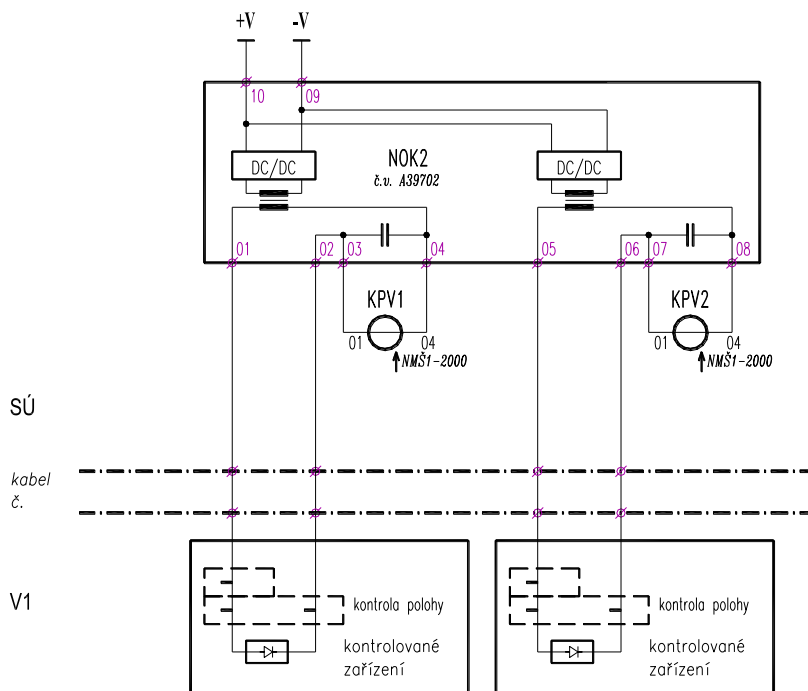 +V -V
10 09
DC/DC NOK2 DC/DC
č.v. A39702
01 02 03 04 05 06 07 08
KPV1 KPV2
01 04 01 04
NMŠ1-2000 NMŠ1-2000
SÚ
kabel
č.
V1
kontrola polohy kontrola polohy
kontrolované kontrolované
zařízení zařízení